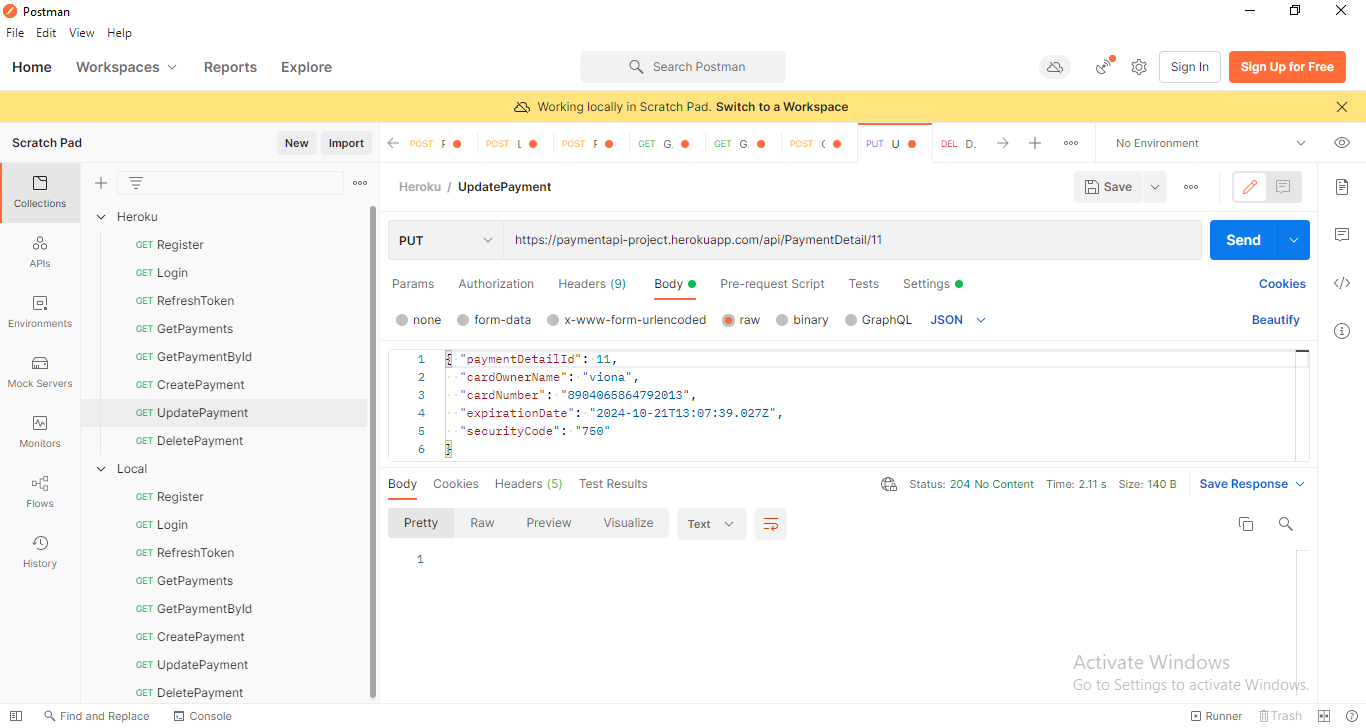 Postman
File Edit View Help
Home Workspaces Reports Explore
Search Postman
Sign In
Sign Up for Free
Working locally in Scratch Pad. Switch to a Workspace
Scratch Pad
New Import
POST
POST L
POST
GET G.
GET G.
POST
PUT U
DEL D.
No Environment
Collections
APIs
Environments
Mock Servers
Monitors
Flows
History
Heroku
GET Register
GET Login
GET RefreshToken
GET GetPayments
GET GetPaymentById
GET CreatePayment
GET UpdatePayment
GET DeletePayment
Local
GET Register
GET Login
GET RefreshToken
GET GetPayments
GET GetPaymentById
GET CreatePayment
GET UpdatePayment
GET DeletePayment
Heroku / UpdatePayment
Save
PUT
https://paymentapi-project.herokuapp.com/api/PaymentDetail/11
Send
Params Authorization Headers (9) Body Pre-request Script Tests Settings Cookies
none form-data x-www-form-urlencoded raw binary GraphQL JSON Beautify
1 { "paymentDetailId": 11,
2 "cardOwnerName": "viona",
3 "cardNumber": "8904065864792013",
4 "expirationDate": "2024-10-21T13:07:39.027Z",
5 "securityCode": "750"
6 }
Body Cookies Headers (5) Test Results
Status: 204 No Content Time: 2.11 s Size: 140 B Save Response
Pretty Raw Preview Visualize Text
1
Activate Windows
Go to Settings to activate Windows.
Find and Replace Console
Runner Trash